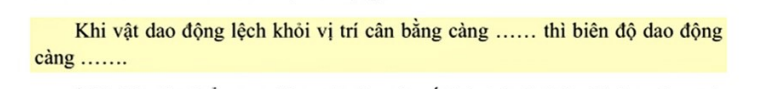 Khi vật dao động lệch khỏi vị trí cân bằng càng …… thì biên độ dao động
càng …….